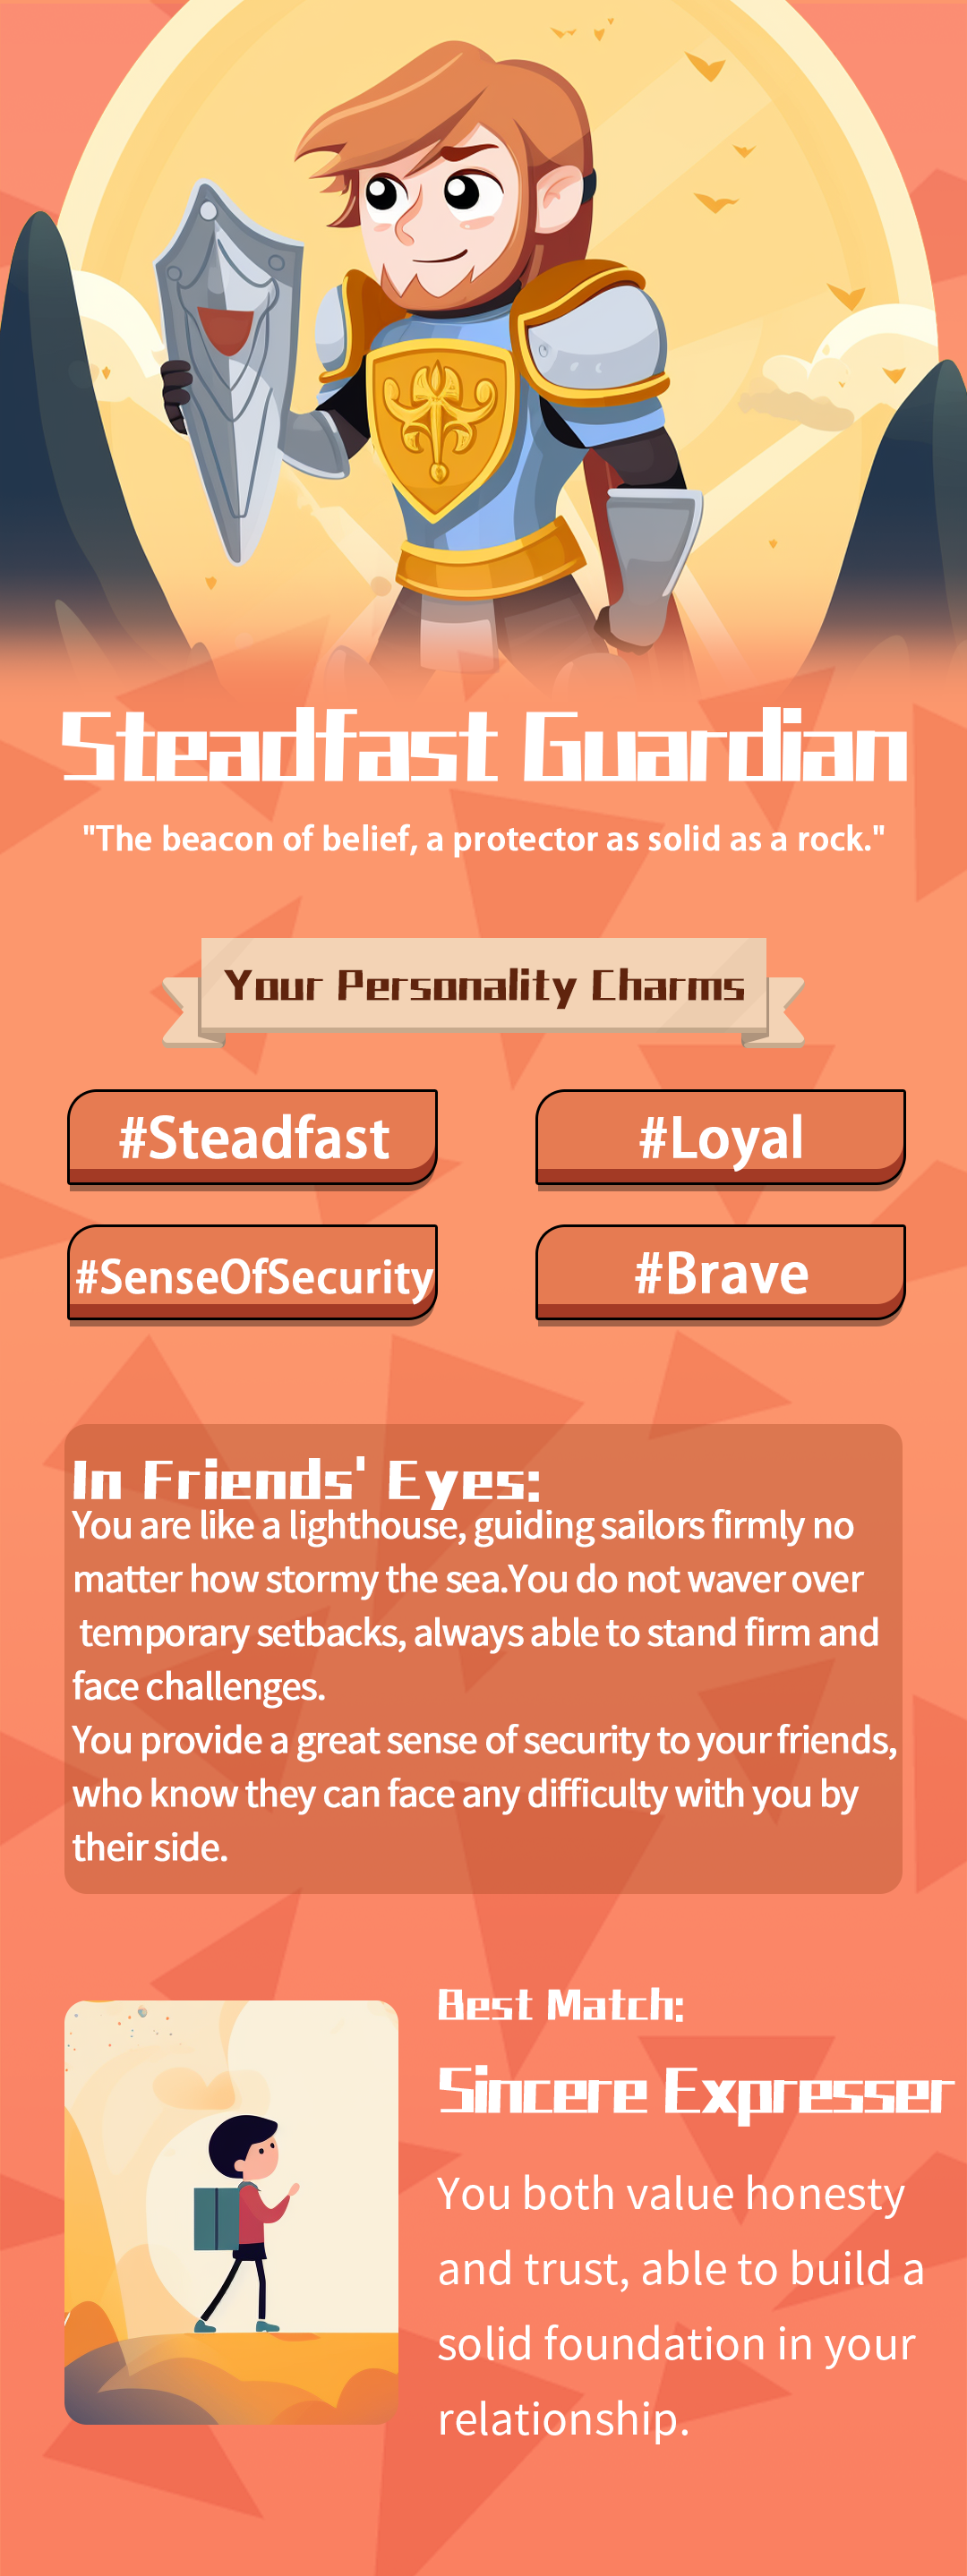 Steadfast Guardian
"The beacon of belief, a protector as solid as a rock."
Your Personality Charms
#Steadfast
#Loyal
#SenseOfSecurity
#Brave
In Friends' Eyes:
You are like a lighthouse, guiding sailors firmly no
matter how stormy the sea.You do not waver over
temporary setbacks, always able to stand firm and
face challenges.
You provide a great sense of security to your friends,
who know they can face any difficulty with you by
their side.
Best Match:
Sincere Expresser
You both value honesty
and trust, able to build a
solid foundation in your
relationship.